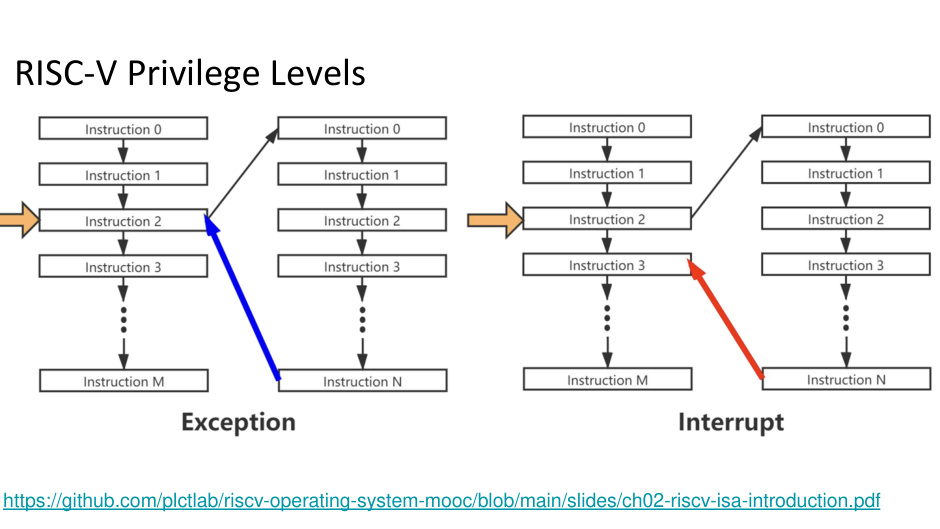 RISC-V Privilege Levels
Instruction 0
Instruction 1
Instruction 2
Instruction 3
Instruction M
Instruction 0
Instruction 1
Instruction 2
Instruction 3
Instruction N
Exception
Instruction 0
Instruction 1
Instruction 2
Instruction 3
Instruction M
Instruction 0
Instruction 1
Instruction 2
Instruction 3
Instruction N
Interrupt
https://github.com/plctlab/riscv-operating-system-mooc/blob/main/slides/ch02-riscv-isa-introduction.pdf